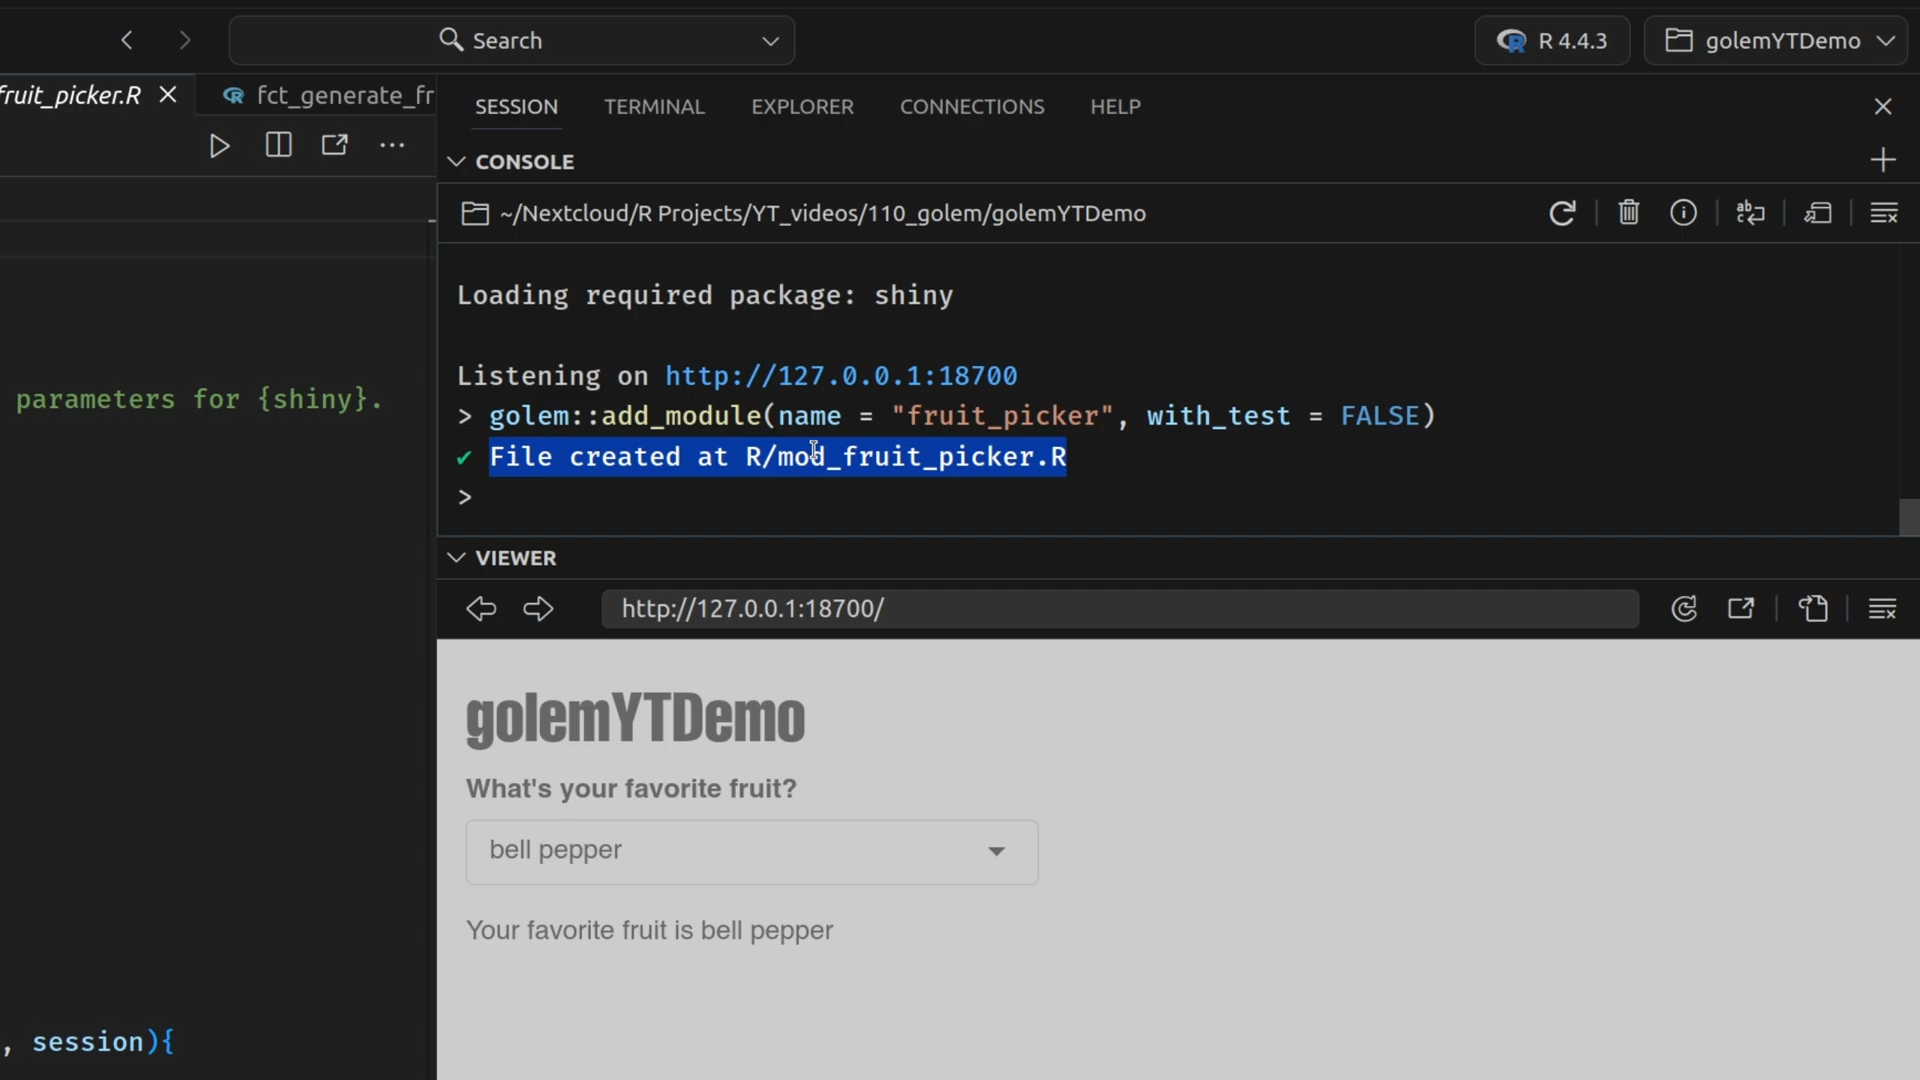 Search
R 4.4.3
golemYTDemo
fruit_picker.R
fct_generate_fr
SESSION
TERMINAL
EXPLORER
CONNECTIONS
HELP
CONSOLE
~/Nextcloud/R Projects/YT_videos/110_golem/golemYTDemo
Loading required package: shiny
Listening on http://127.0.0.1:18700
> golem::add_module(name = "fruit_picker", with_test = FALSE)
✔ File created at R/mod_fruit_picker.R
>
parameters for {shiny}.
, session){
VIEWER
http://127.0.0.1:18700/
golemYTDemo
What's your favorite fruit?
bell pepper
Your favorite fruit is bell pepper